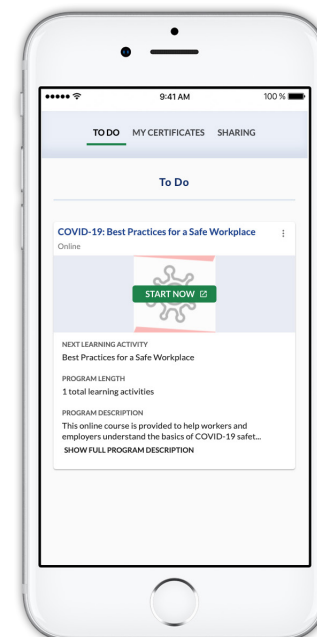 9:41 AM
100 %
TO DO MY CERTIFICATES SHARING
To Do
COVID-19: Best Practices for a Safe Workplace
Online
START NOW
NEXT LEARNING ACTIVITY
Best Practices for a Safe Workplace
PROGRAM LENGTH
1 total learning activities
PROGRAM DESCRIPTION
This online course is provided to help workers and
employers understand the basics of COVID-19 safet...
SHOW FULL PROGRAM DESCRIPTION